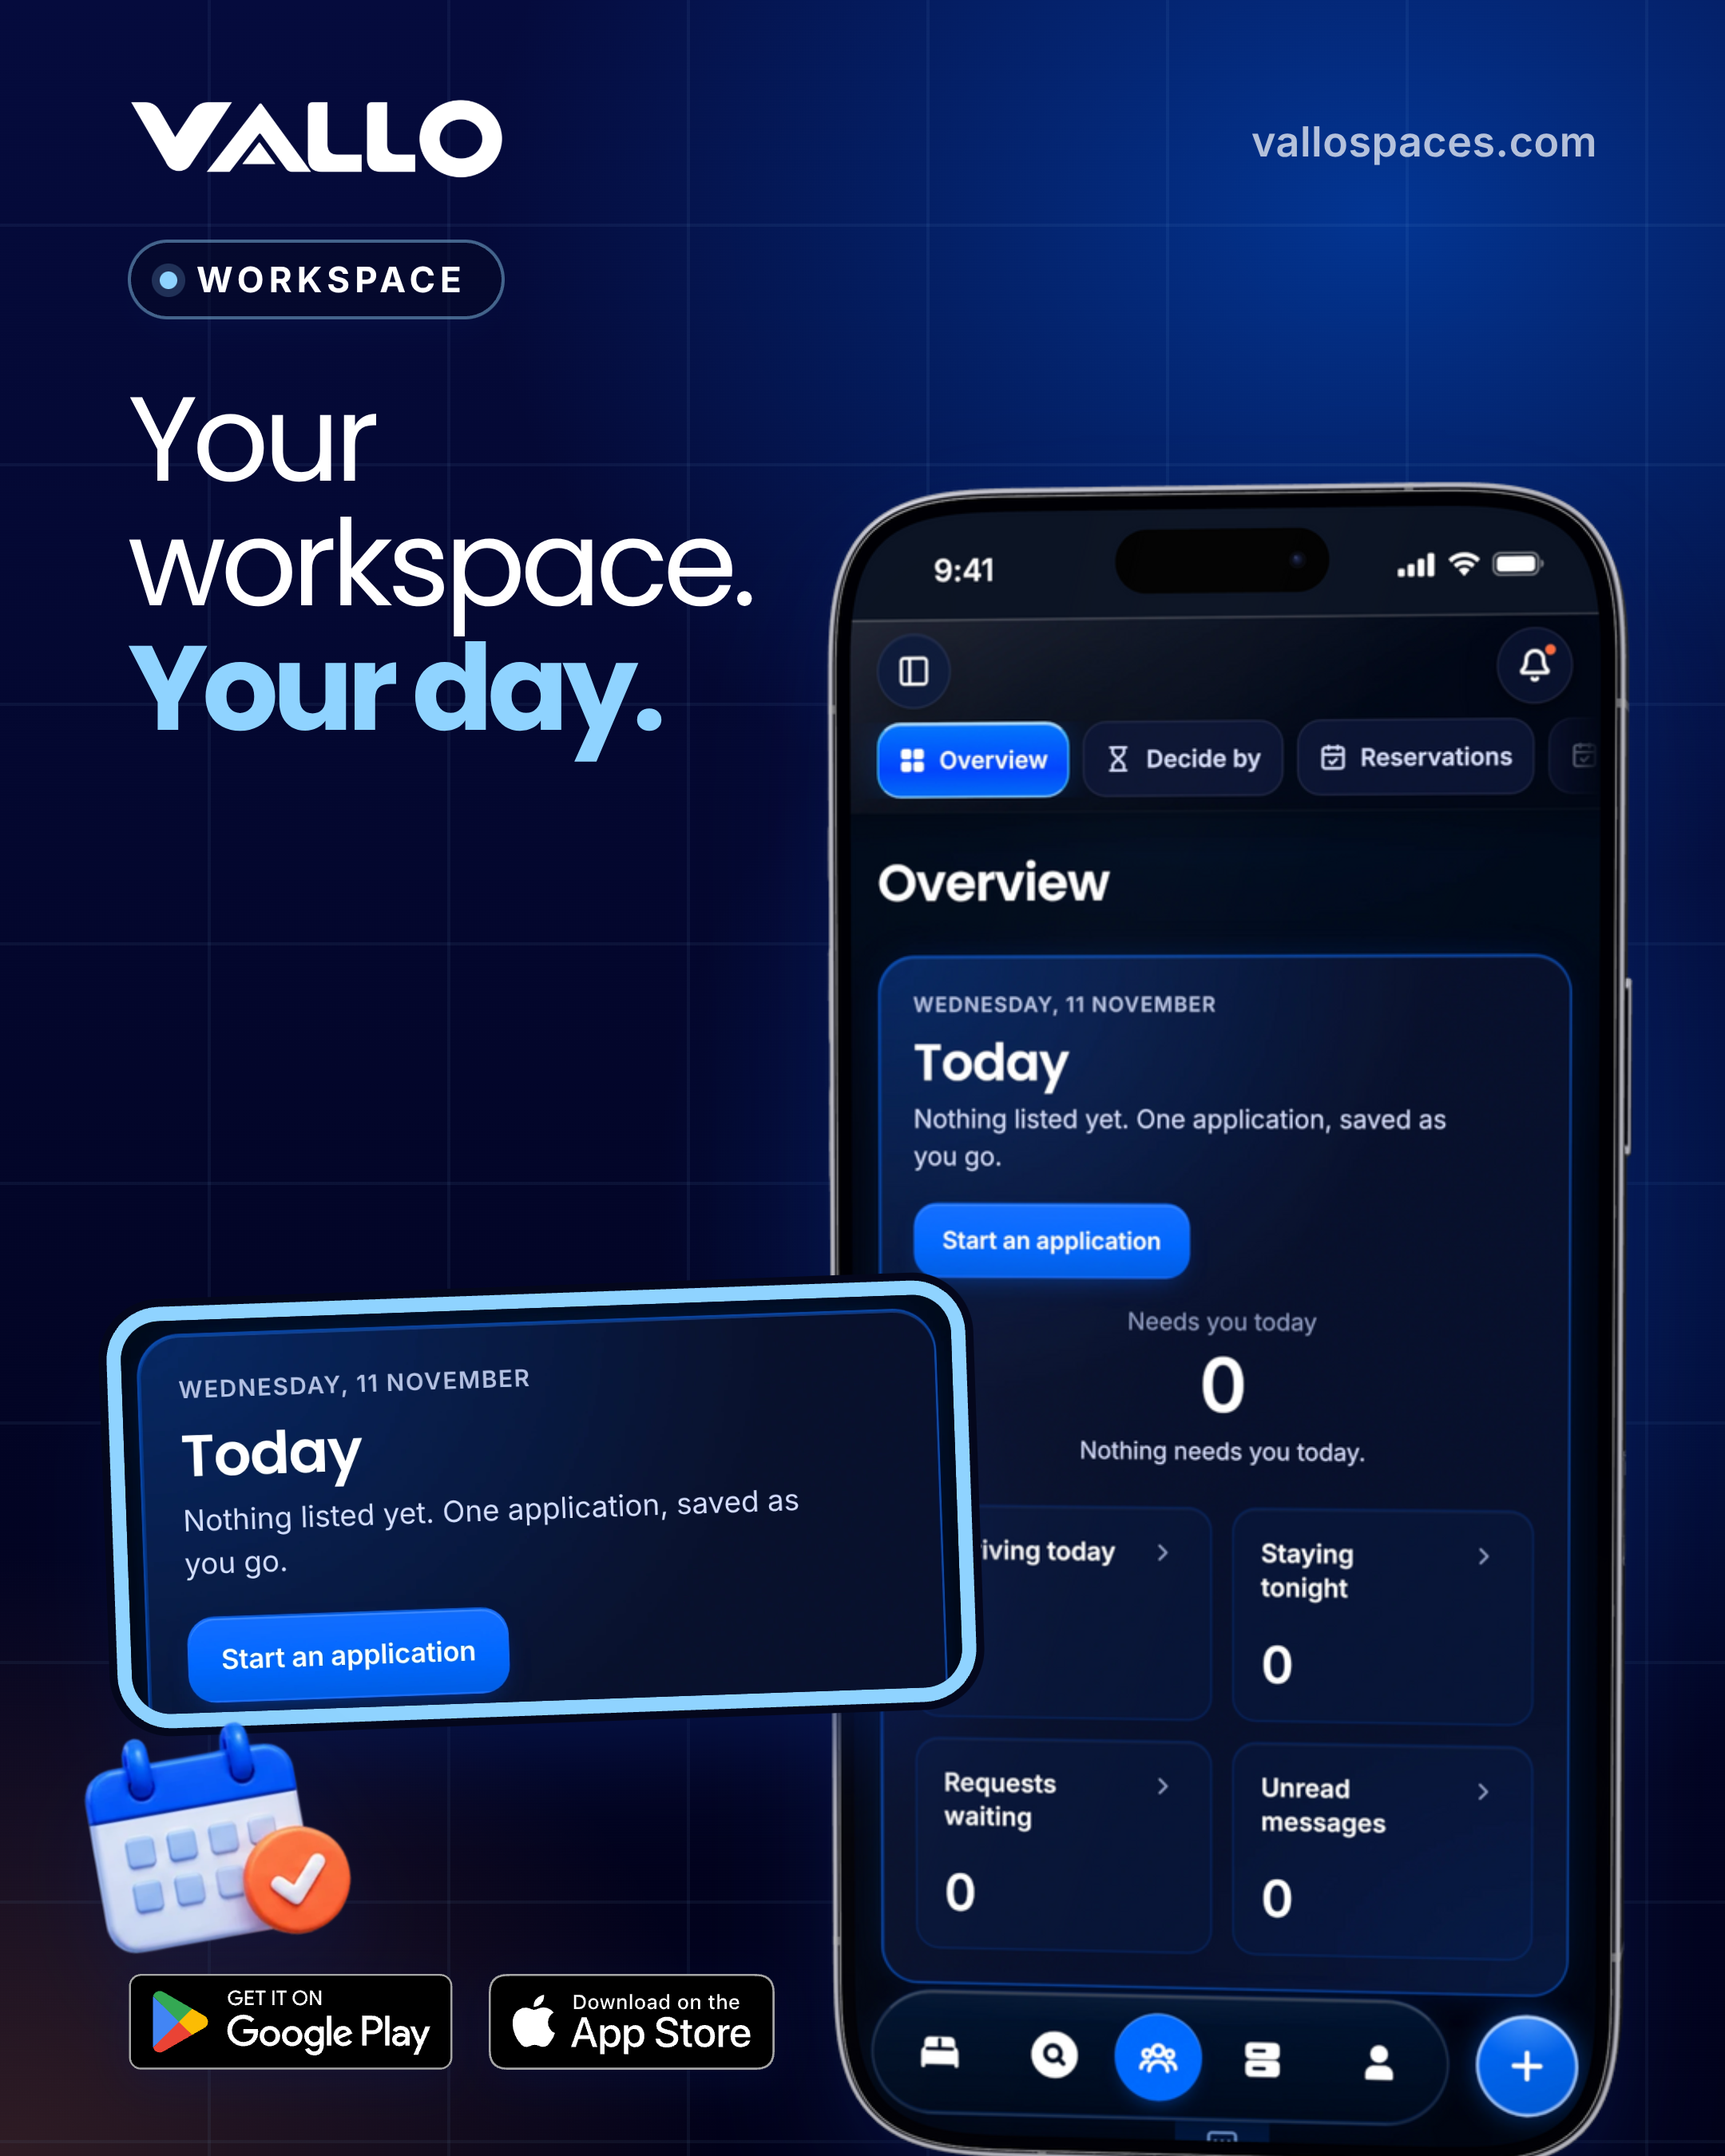 VALLO
vallospaces.com
WORKSPACE
Your
workspace.
Your day.
9:41
Overview
Decide by
Reservations
Overview
WEDNESDAY, 11 NOVEMBER
Today
Nothing listed yet. One application, saved as
you go.
Start an application
Needs you today
0
Nothing needs you today.
today
Staying
tonight
0
Requests
waiting
0
Unread
messages
0
WEDNESDAY, 11 NOVEMBER
Today
Nothing listed yet. One application, saved as
you go.
Start an application
GET IT ON
Google Play
Download on the
App Store